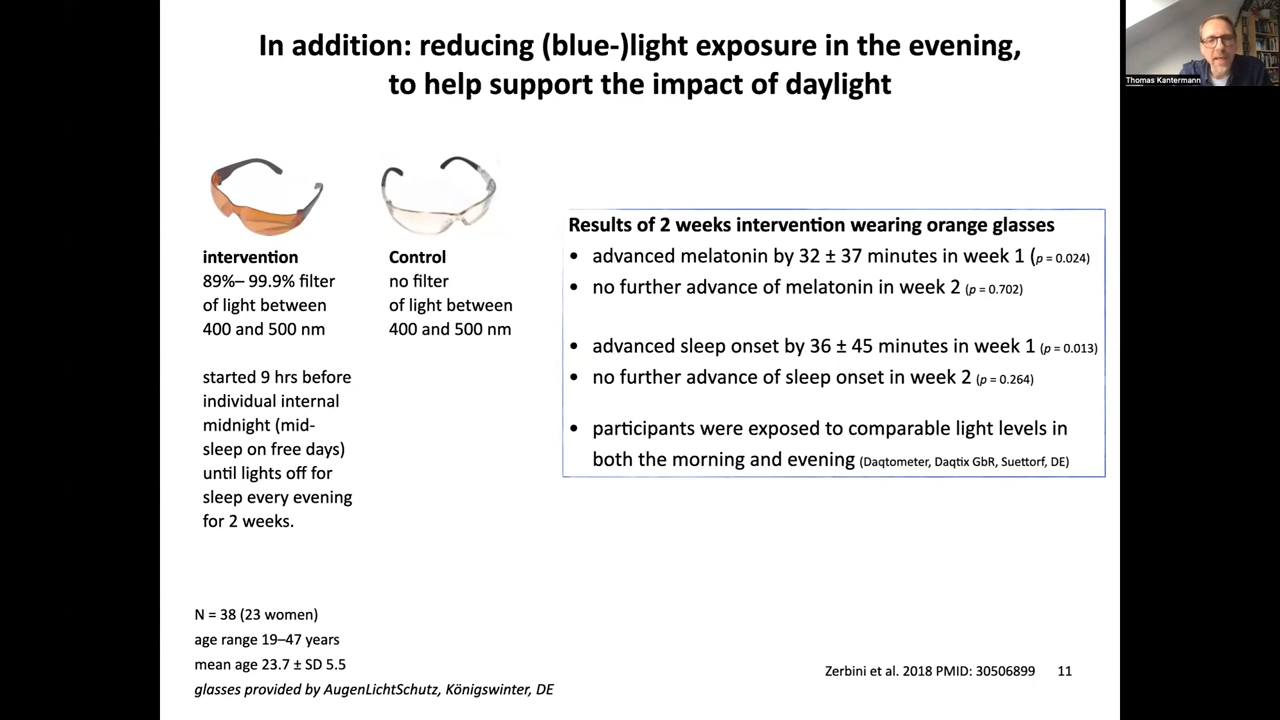 In addition: reducing (blue-)light exposure in the evening,
to help support the impact of daylight
Thomas Kantermann
intervention
89%– 99.9% filter
of light between
400 and 500 nm
started 9 hrs before
individual internal
midnight (mid-
sleep on free days)
until lights off for
sleep every evening
for 2 weeks.
Control
no filter
of light between
400 and 500 nm
Results of 2 weeks intervention wearing orange glasses
• advanced melatonin by 32 ± 37 minutes in week 1 (p = 0.024)
• no further advance of melatonin in week 2 (p = 0.702)
• advanced sleep onset by 36 ± 45 minutes in week 1 (p = 0.013)
• no further advance of sleep onset in week 2 (p = 0.264)
• participants were exposed to comparable light levels in
both the morning and evening (Daqtometer, Daqtix GbR, Suettorf, DE)
N = 38 (23 women)
age range 19–47 years
mean age 23.7 ± SD 5.5
glasses provided by AugenLichtSchutz, Königswinter, DE
Zerbini et al. 2018 PMID: 30506899 11